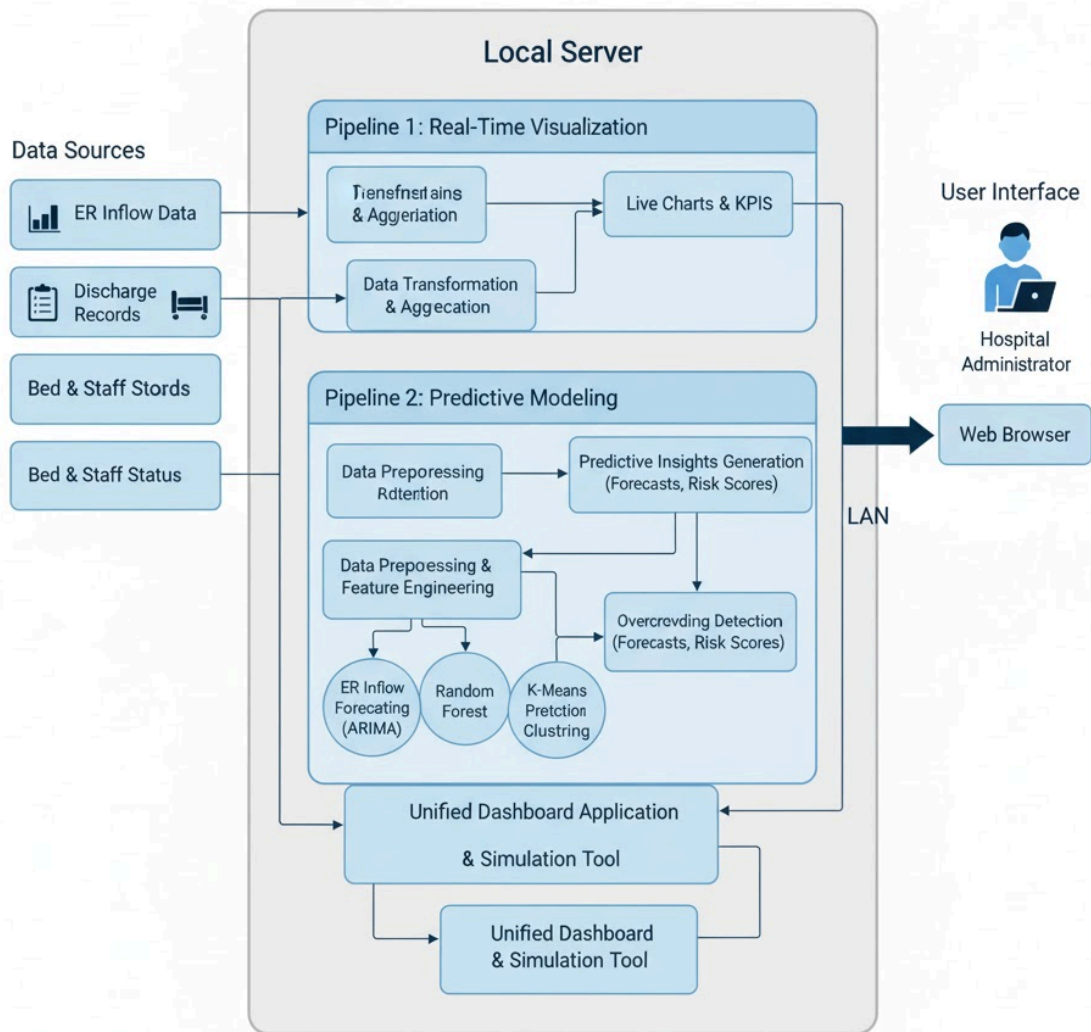 Local Server
Data Sources
ER Inflow Data
Discharge
Records
Bed & Staff Stords
Bed & Staff Status
Pipeline 1: Real-Time Visualization
& Aggeriation
Live Charts & KPIS
Data Transformation
& Aggecation
Pipeline 2: Predictive Modeling
Data Preporessing
Predictive Insights Generation
(Forecasts, Risk Scores)
Data Prepoessing &
Feature Engineering
Overcrovding Detection
(Forecasts, Risk Scores)
ER Inflow
Forecating
(ARIMA)
Random
Forest
K-Means
Pretction
Clustring
Unified Dashboard Application
& Simulation Tool
Unified Dashboard
& Simulation Tool
User Interface
Hospital
Administrator
Web Browser
LAN